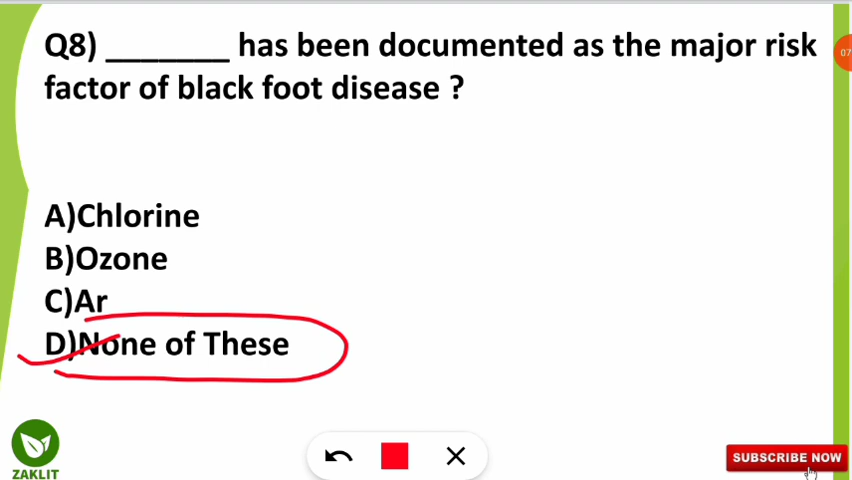 Q8) _______ has been documented as the major risk
factor of black foot disease ?
A)Chlorine
B)Ozone
C)Ar
D)None of These
07
ZAKLIT
SUBSCRIBE NOW